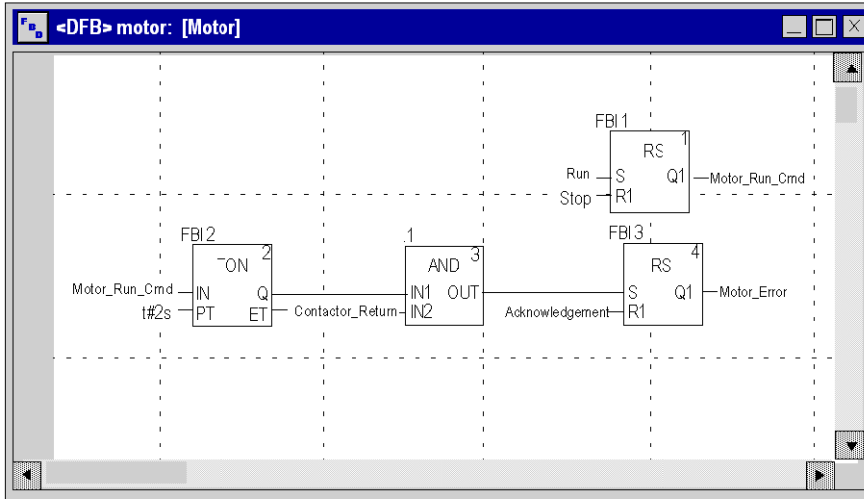 F B D <DFB> motor: [Motor]
FBI 1
1
RS
Run S Q1 Motor_Run_Cmd
Stop R1
FBI 2
2
TON
Motor_Run_Cmd IN Q
t#2s PT ET
.1
3
AND
IN1 OUT
Contactor_Return IN2
FBI 3
4
RS
S Q1 Motor_Error
Acknowledgement R1